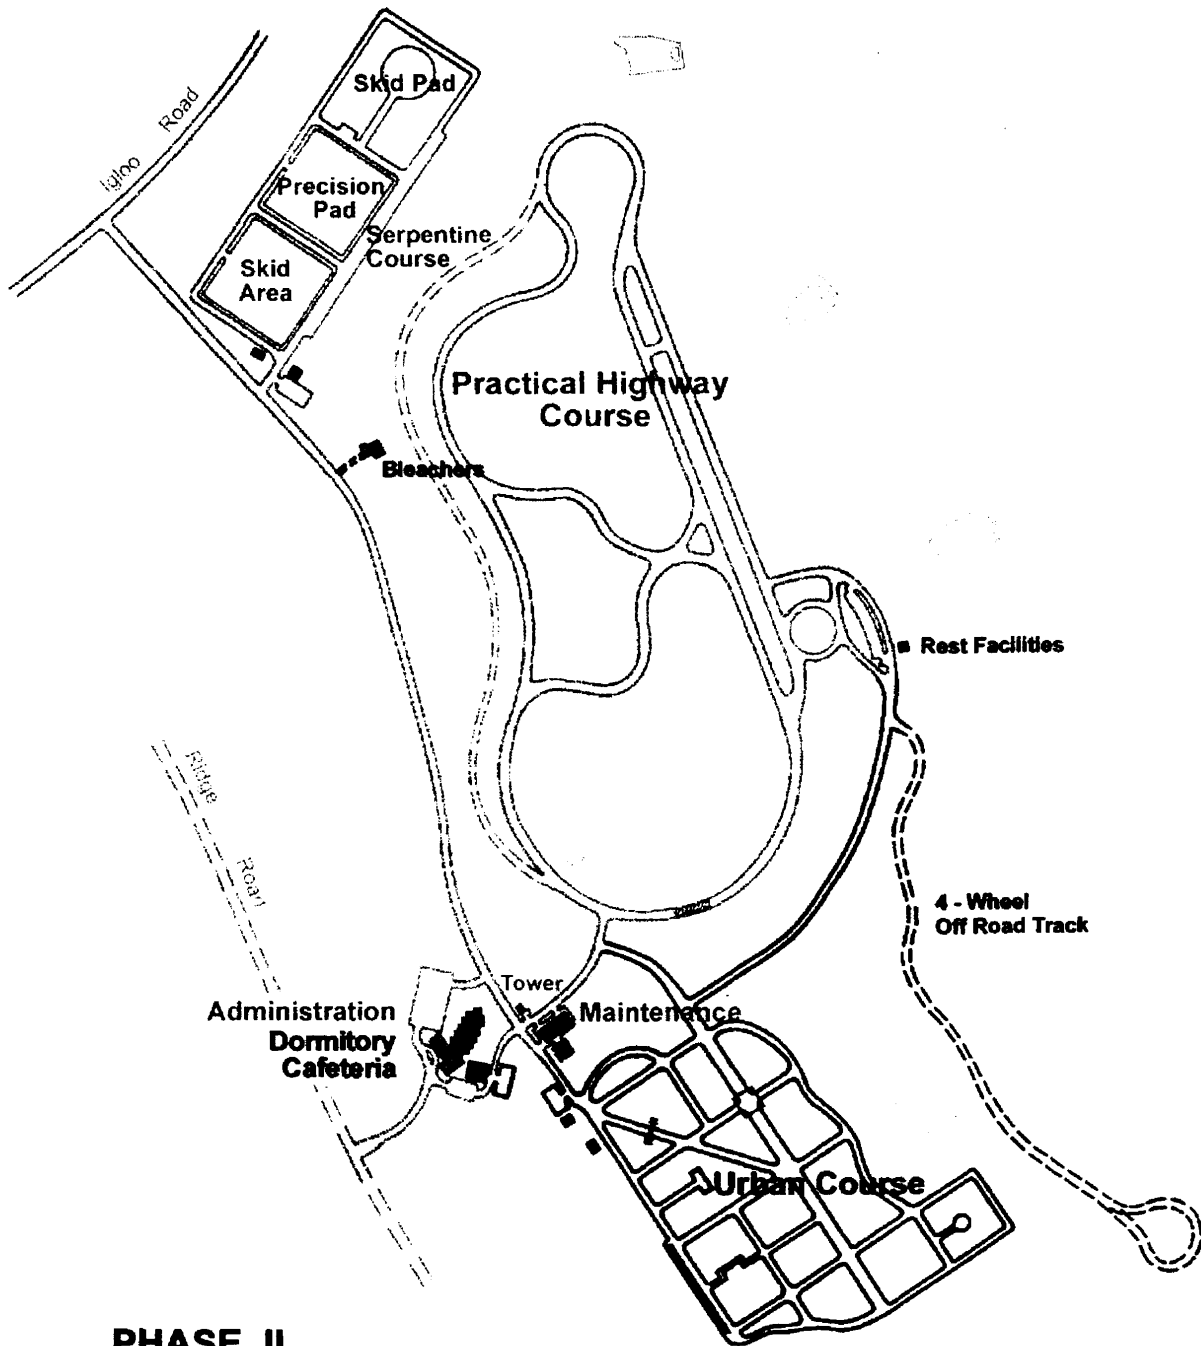 Skid Pad
Igloo Road
Precision
Pad
Serpentine
Course
Skid
Area
Practical Highway
Course
Bleachers
Rest Facilities
Ridge Road
4 - Wheel
Off Road Track
Tower
Administration
Dormitory
Cafeteria
Maintenance
Urban Course
PHASE II